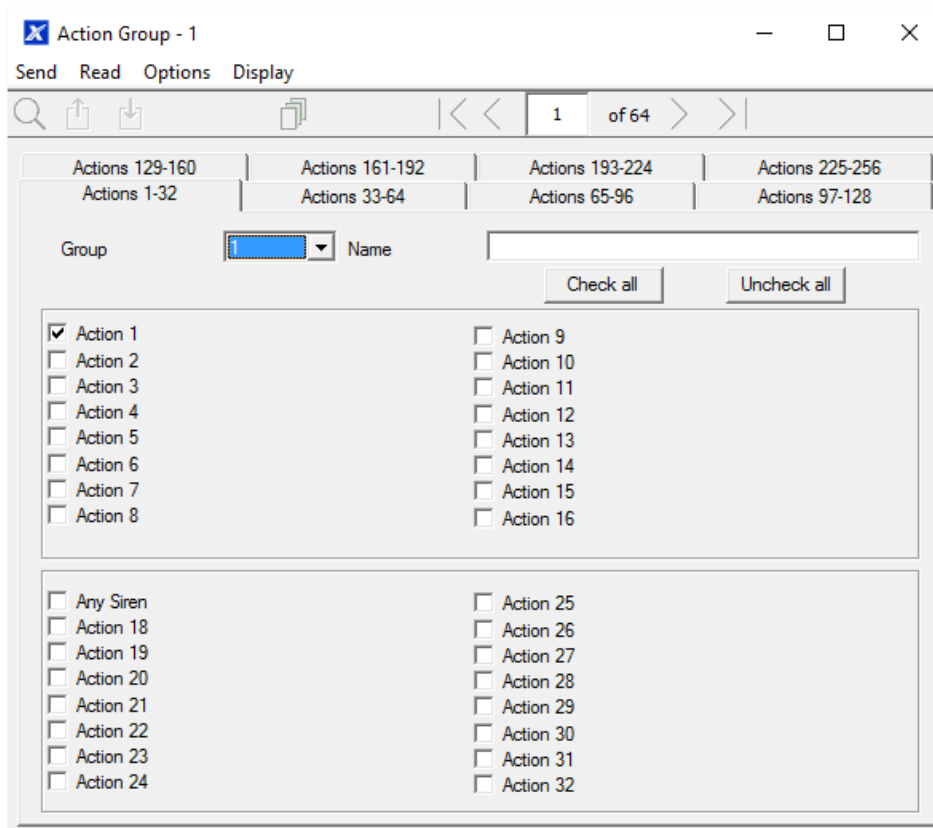 Action Group - 1
Send Read Options Display
1 of 64
Actions 129-160 Actions 161-192 Actions 193-224 Actions 225-256
Actions 1-32 Actions 33-64 Actions 65-96 Actions 97-128
Group 1 Name
Check all Uncheck all
Action 1
Action 2
Action 3
Action 4
Action 5
Action 6
Action 7
Action 8
Action 9
Action 10
Action 11
Action 12
Action 13
Action 14
Action 15
Action 16
Any Siren
Action 18
Action 19
Action 20
Action 21
Action 22
Action 23
Action 24
Action 25
Action 26
Action 27
Action 28
Action 29
Action 30
Action 31
Action 32